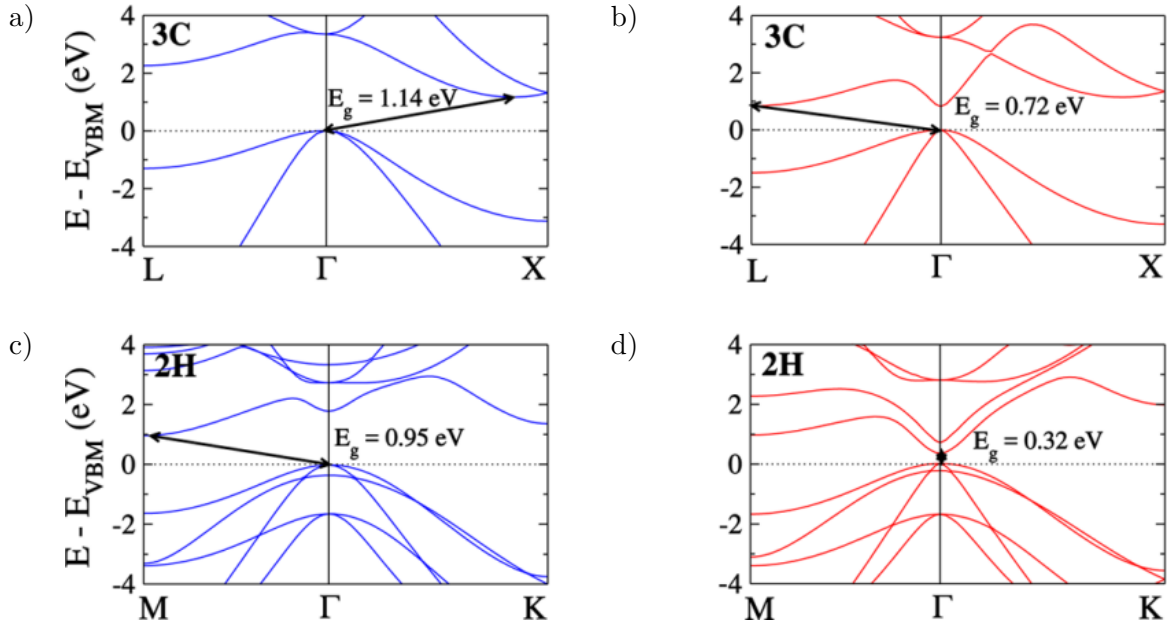 a)
3C
E - E_VBM (eV)
4
2
0
-2
-4
E_g = 1.14 eV
L Γ X
b)
3C
4
2
0
-2
-4
E_g = 0.72 eV
L Γ X
c)
2H
E - E_VBM (eV)
4
2
0
-2
-4
E_g = 0.95 eV
M Γ K
d)
2H
4
2
0
-2
-4
E_g = 0.32 eV
M Γ K